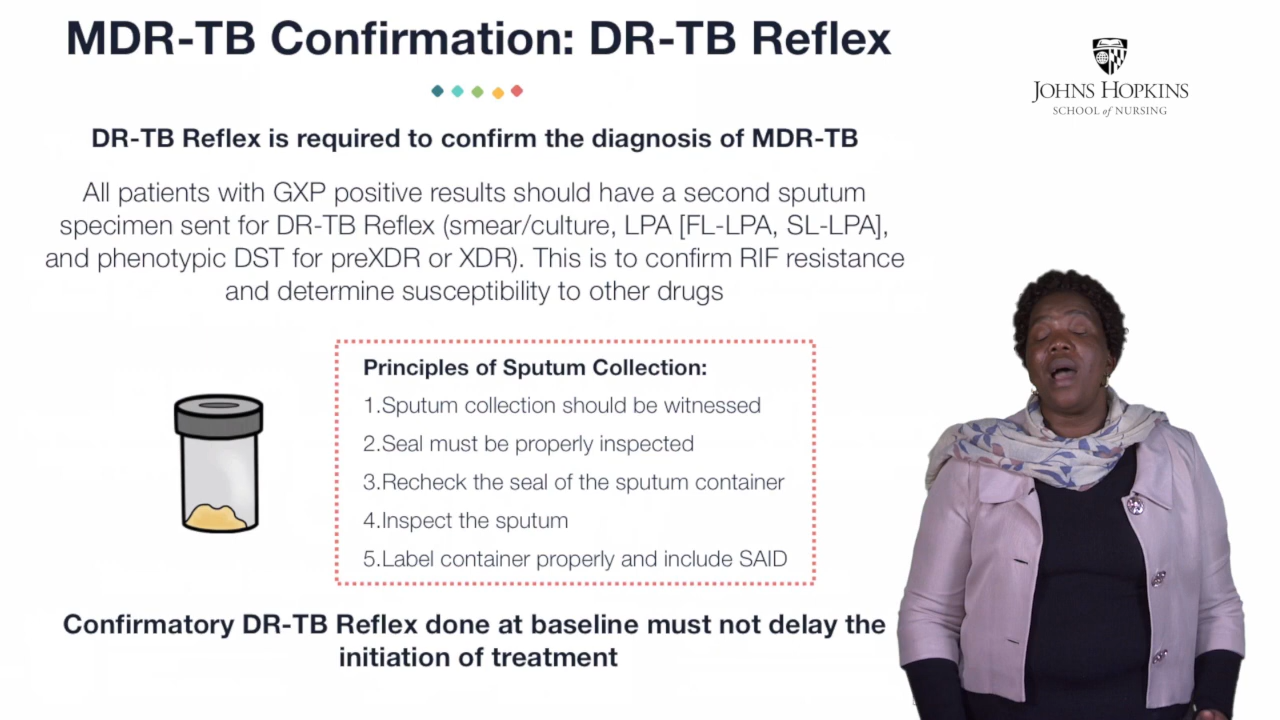 MDR-TB Confirmation: DR-TB Reflex
JOHNS HOPKINS
SCHOOL of NURSING
DR-TB Reflex is required to confirm the diagnosis of MDR-TB
All patients with GXP positive results should have a second sputum
specimen sent for DR-TB Reflex (smear/culture, LPA [FL-LPA, SL-LPA],
and phenotypic DST for preXDR or XDR). This is to confirm RIF resistance
and determine susceptibility to other drugs
Principles of Sputum Collection:
1.Sputum collection should be witnessed
2.Seal must be properly inspected
3.Recheck the seal of the sputum container
4.Inspect the sputum
5.Label container properly and include SAID
Confirmatory DR-TB Reflex done at baseline must not delay the
initiation of treatment